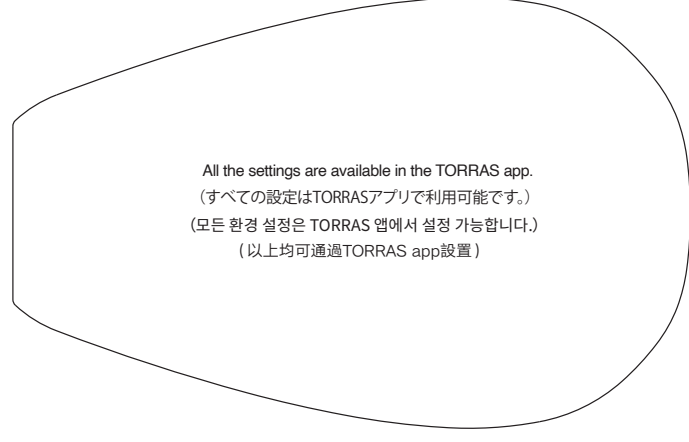 All the settings are available in the TORRAS app.
（すべての設定はTORRASアプリで利用可能です。）
（모든 환경 설정은 TORRAS 앱에서 설정 가능합니다.）
( 以上均可通過TORRAS app設置 )